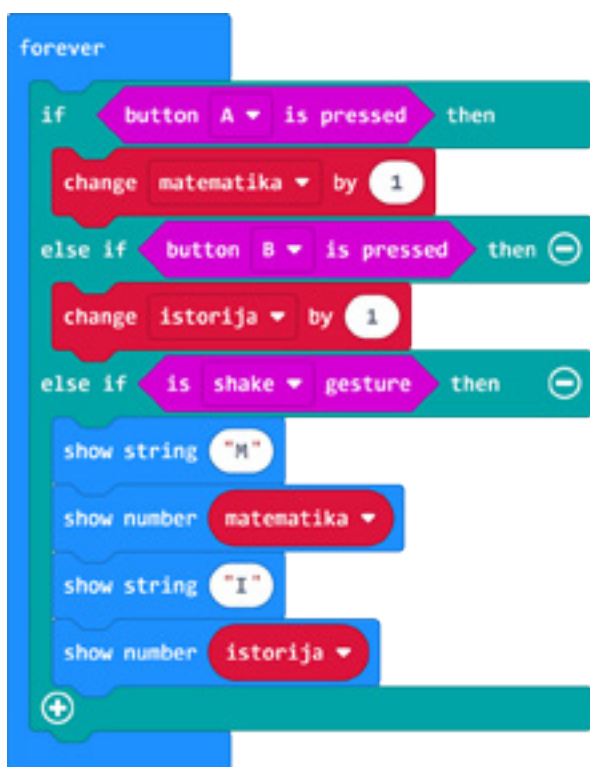 forever
if button A is pressed then
change matematika by 1
else if button B is pressed then
change istorija by 1
else if is shake gesture then
show string "M"
show number matematika
show string "I"
show number istorija